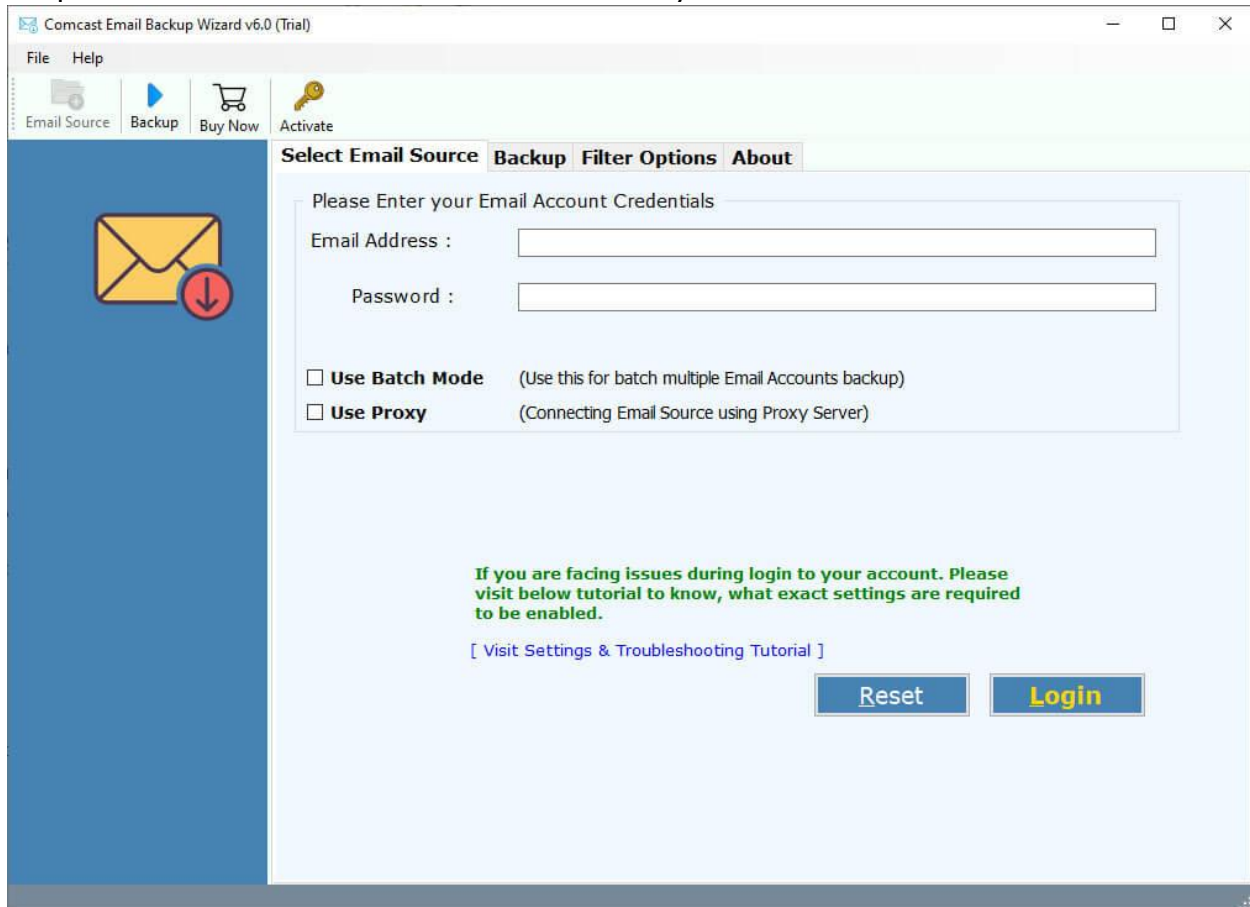 Comcast Email Backup Wizard v6.0 (Trial)
File Help
Email Source Backup Buy Now Activate
Select Email Source Backup Filter Options About
Please Enter your Email Account Credentials
Email Address :
Password :
Use Batch Mode (Use this for batch multiple Email Accounts backup)
Use Proxy (Connecting Email Source using Proxy Server)
If you are facing issues during login to your account. Please
visit below tutorial to know, what exact settings are required
to be enabled.
[ Visit Settings & Troubleshooting Tutorial ]
Reset Login